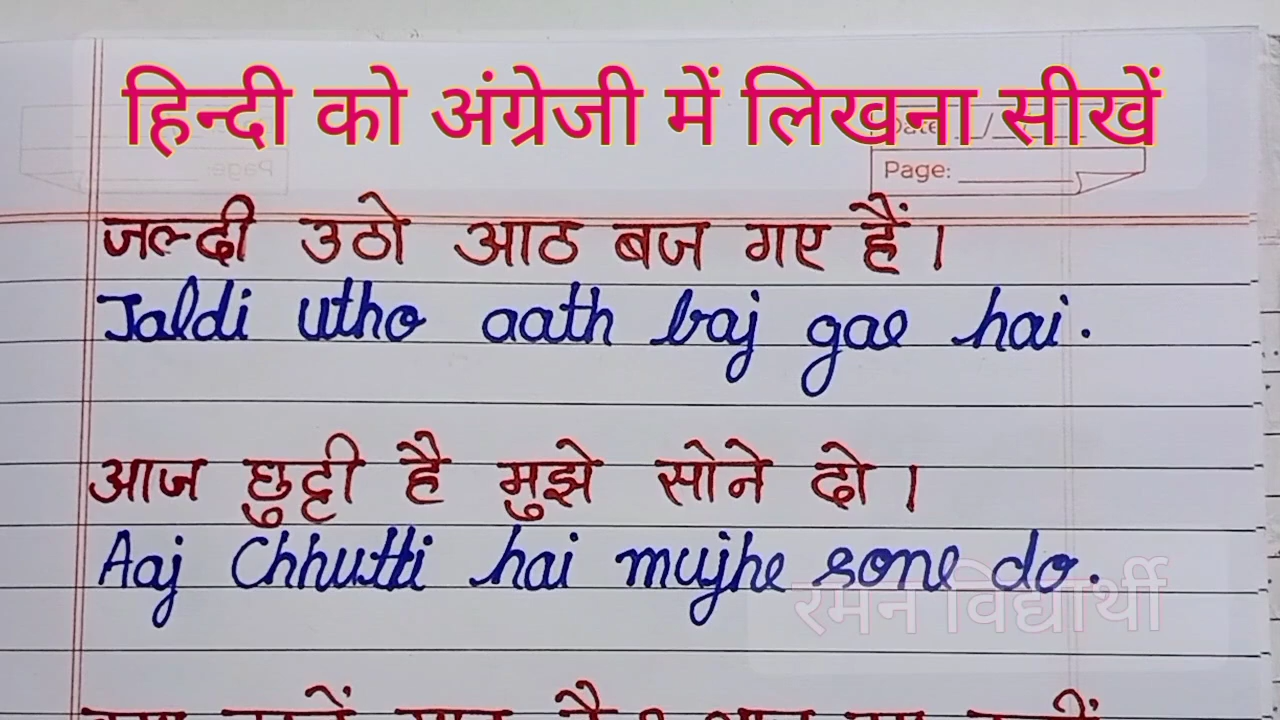 हिन्दी को अंग्रेजी में लिखना सीखें
Date / /
Page:
जल्दी उठो आठ बज गए हैं।
Jaldi utho aath baj gae hai.
आज छुट्टी है मुझे सोने दो।
Aaj Chhutti hai mujhe sone do.
रमन विद्यार्थी